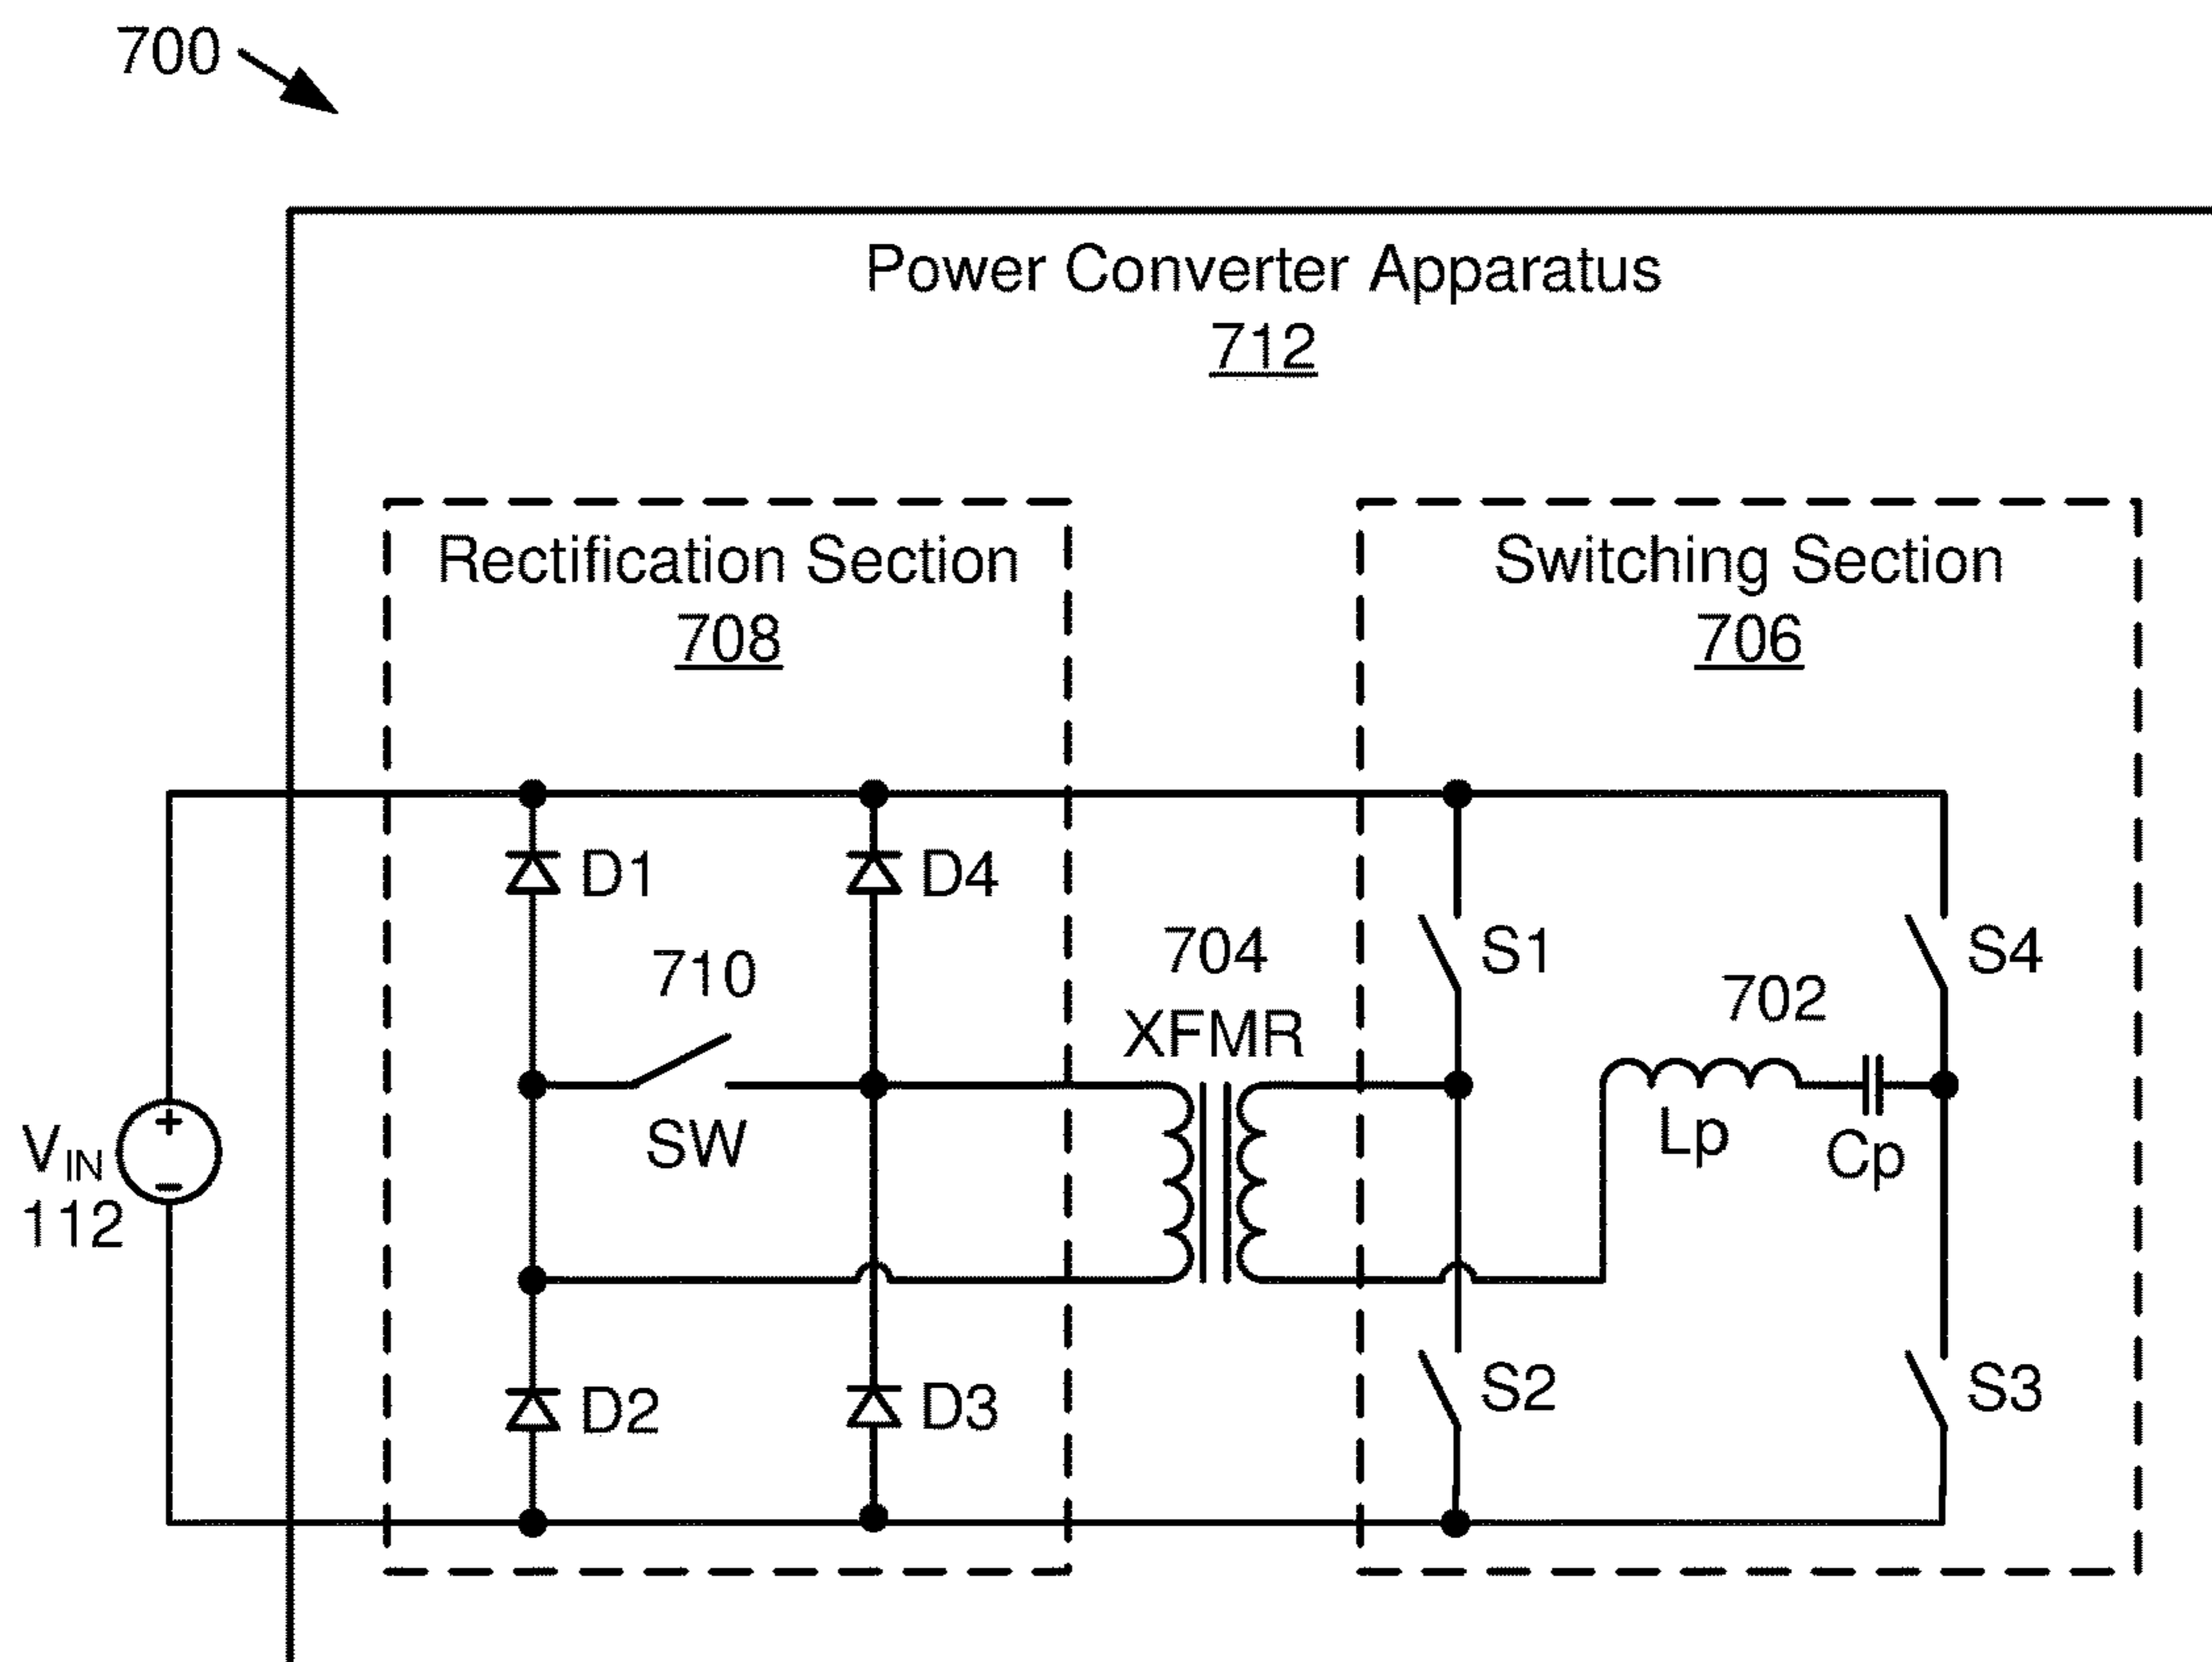 700
Power Converter Apparatus
712
Rectification Section
708
Switching Section
706
D1
D4
710
SW
704
XFMR
S1
S4
702
Lp
Cp
+
−
VIN
112
D2
D3
S2
S3